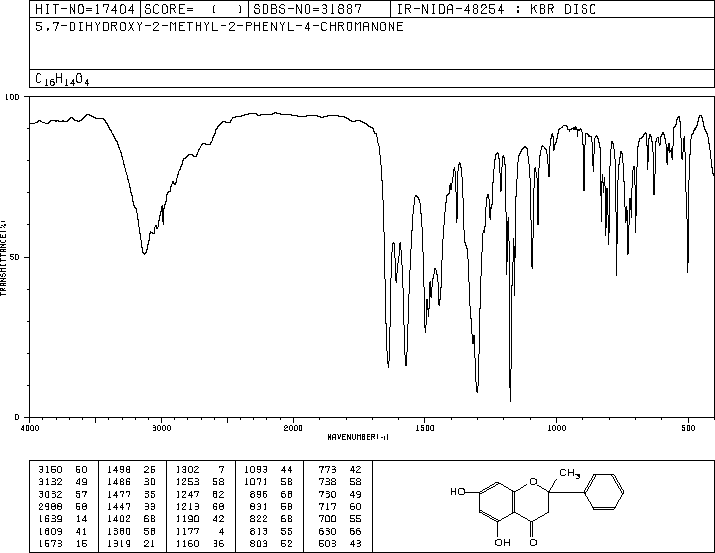 HIT-NO=17404 SCORE= ( ) SDBS-NO=31887 IR-NIDA-48254 : KBR DISC
5,7-DIHYDROXY-2-METHYL-2-PHENYL-4-CHROMANONE
C16H14O4
100
50
0
TRANSMITTANCE(%)
4000 3000 2000 1500 1000 500
WAVENUMBER(-1)
3160 60 1498 26 1302 7 1093 44 773 42
3132 49 1486 30 1253 58 1071 58 738 58
3032 57 1477 35 1247 62 896 68 730 49
2988 58 1447 33 1213 68 891 68 717 60
1639 14 1402 68 1190 42 822 68 700 55
1609 41 1380 58 1177 4 813 55 630 66
1573 15 1319 21 1160 36 803 52 503 43
O
CH3
HO
OH
O